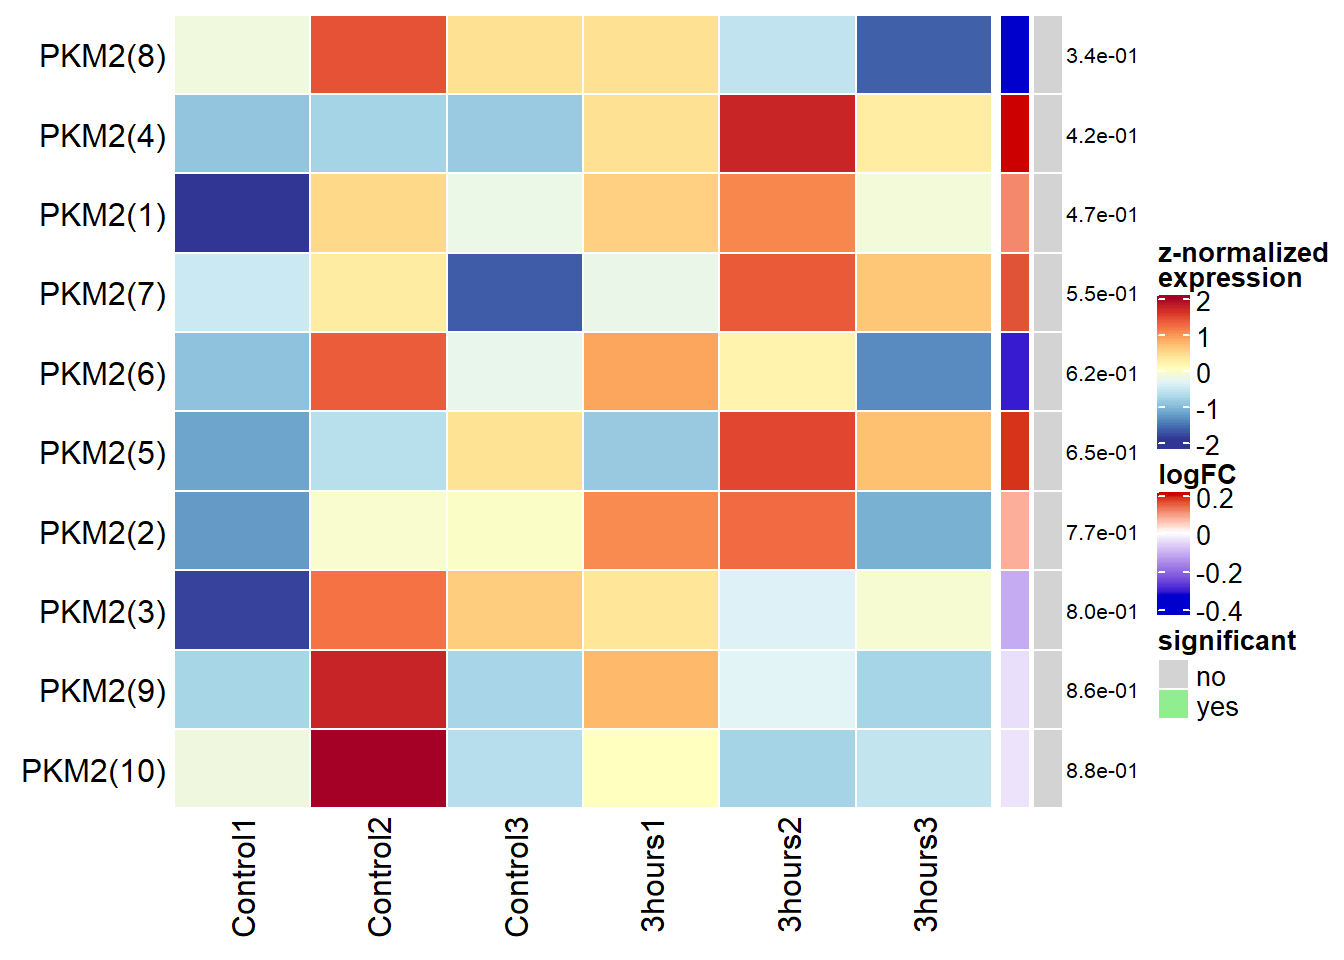 PKM2(8) 3.4e-01
PKM2(4) 4.2e-01
PKM2(1) 4.7e-01
PKM2(7) 5.5e-01
PKM2(6) 6.2e-01
PKM2(5) 6.5e-01
PKM2(2) 7.7e-01
PKM2(3) 8.0e-01
PKM2(9) 8.6e-01
PKM2(10) 8.8e-01
Control1
Control2
Control3
3hours1
3hours2
3hours3
z-normalized
expression
2
1
0
-1
-2
logFC
0.2
0
-0.2
-0.4
significant
no
yes